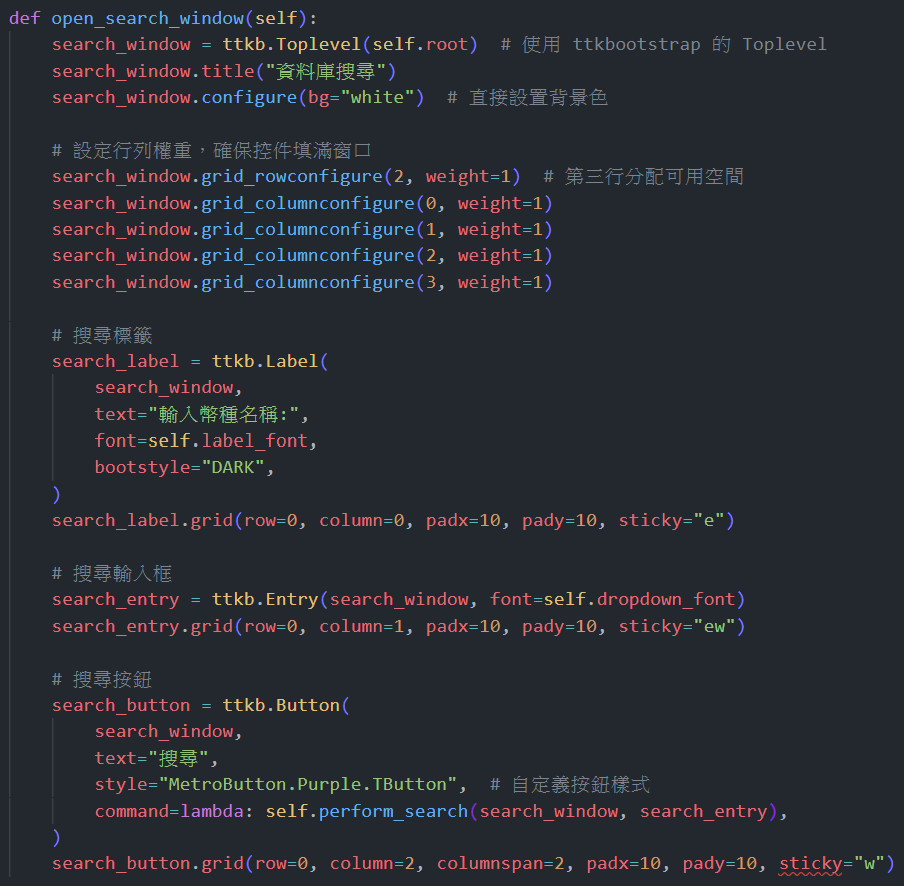 def open_search_window(self):
    search_window = ttkb.Toplevel(self.root)  # 使用 ttkbootstrap 的 Toplevel
    search_window.title("資料庫搜尋")
    search_window.configure(bg="white")  # 直接設置背景色

    # 設定行列權重，確保控件填滿窗口
    search_window.grid_rowconfigure(2, weight=1)  # 第三行分配可用空間
    search_window.grid_columnconfigure(0, weight=1)
    search_window.grid_columnconfigure(1, weight=1)
    search_window.grid_columnconfigure(2, weight=1)
    search_window.grid_columnconfigure(3, weight=1)

    # 搜尋標籤
    search_label = ttkb.Label(
        search_window,
        text="輸入幣種名稱:",
        font=self.label_font,
        bootstyle="DARK",
    )
    search_label.grid(row=0, column=0, padx=10, pady=10, sticky="e")

    # 搜尋輸入框
    search_entry = ttkb.Entry(search_window, font=self.dropdown_font)
    search_entry.grid(row=0, column=1, padx=10, pady=10, sticky="ew")

    # 搜尋按鈕
    search_button = ttkb.Button(
        search_window,
        text="搜尋",
        style="MetroButton.Purple.TButton",  # 自定義按鈕樣式
        command=lambda: self.perform_search(search_window, search_entry),
    )
    search_button.grid(row=0, column=2, columnspan=2, padx=10, pady=10, sticky="w")